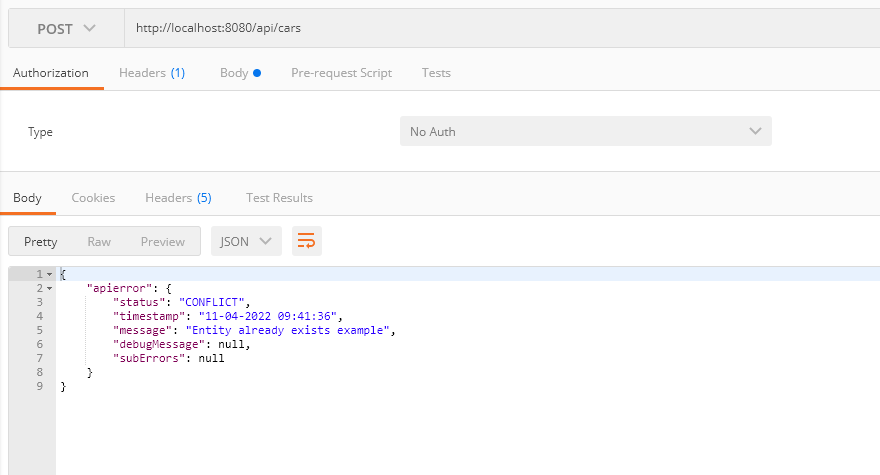 POST http://localhost:8080/api/cars
Authorization Headers (1) Body Pre-request Script Tests
Type No Auth
Body Cookies Headers (5) Test Results
Pretty Raw Preview JSON
1 {
2 "apierror": {
3 "status": "CONFLICT",
4 "timestamp": "11-04-2022 09:41:36",
5 "message": "Entity already exists example",
6 "debugMessage": null,
7 "subErrors": null
8 }
9 }